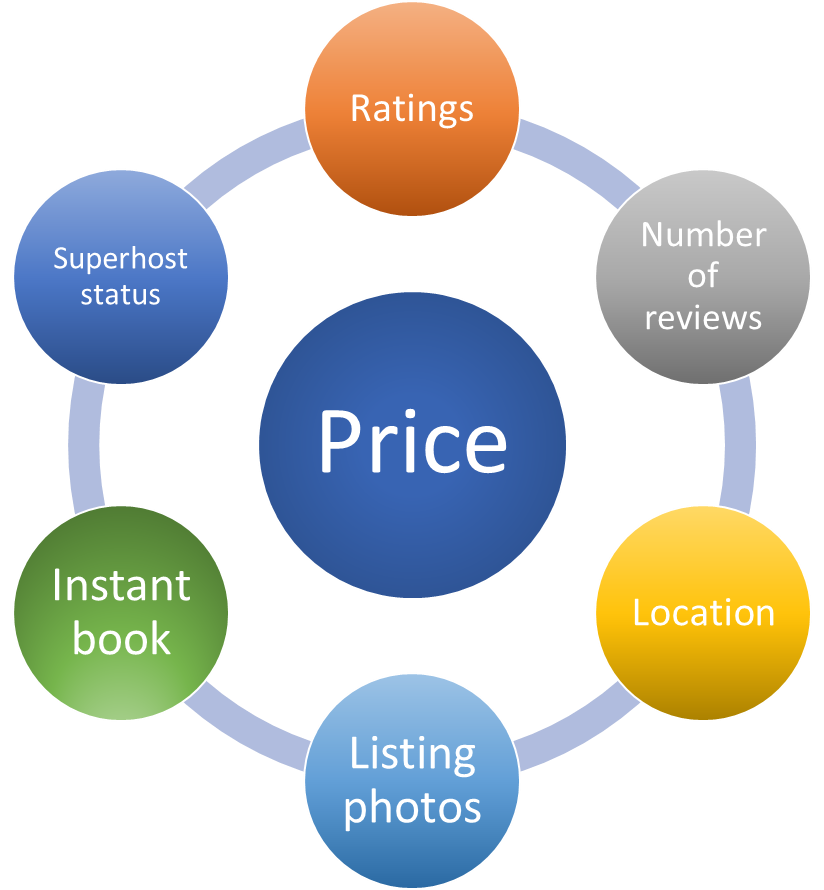 Ratings
Number
of
reviews
Superhost
status
Price
Instant
book
Location
Listing
photos